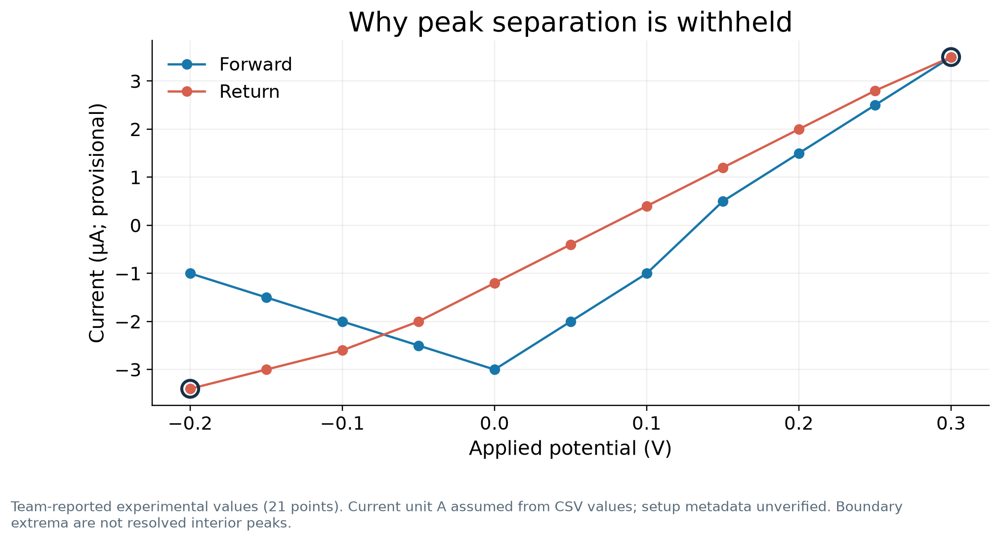 Why peak separation is withheld
Forward
Return
Current (µA; provisional)
3
2
1
0
−1
−2
−3
−0.2
−0.1
0.0
0.1
0.2
0.3
Applied potential (V)
Team-reported experimental values (21 points). Current unit A assumed from CSV values; setup metadata unverified. Boundary
extrema are not resolved interior peaks.